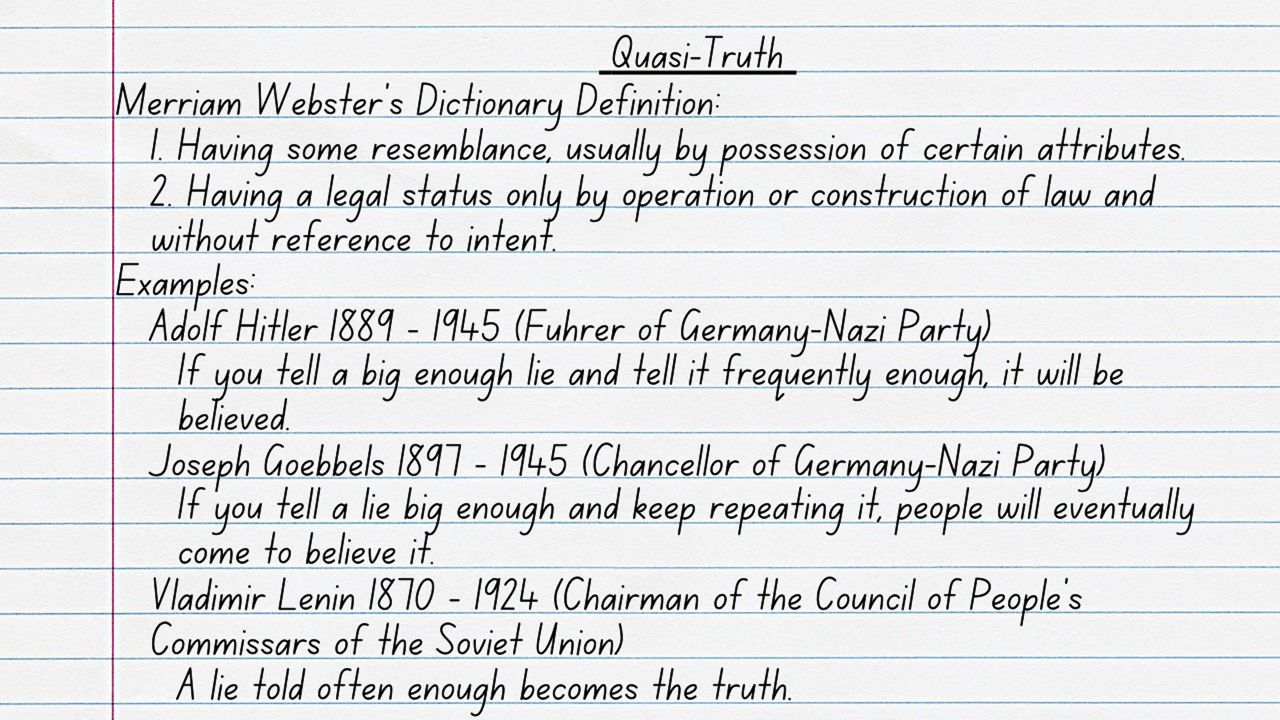 Quasi-Truth
Merriam Webster's Dictionary Definition:
1. Having some resemblance, usually by possession of certain attributes.
2. Having a legal status only by operation or construction of law and
without reference to intent.
Examples:
Adolf Hitler 1889 - 1945 (Fuhrer of Germany-Nazi Party)
If you tell a big enough lie and tell it frequently enough, it will be
believed.
Joseph Goebbels 1897 - 1945 (Chancellor of Germany-Nazi Party)
If you tell a lie big enough and keep repeating it, people will eventually
come to believe it.
Vladimir Lenin 1870 - 1924 (Chairman of the Council of People's
Commissars of the Soviet Union)
A lie told often enough becomes the truth.